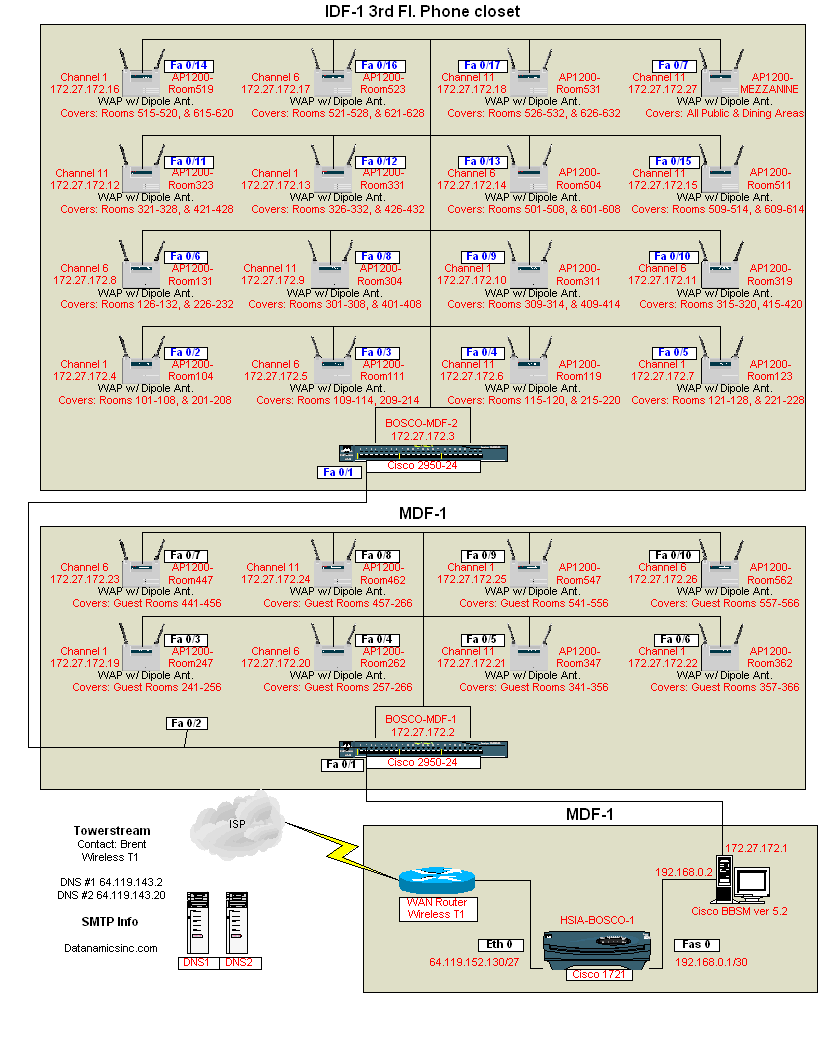 IDF-1 3rd Fl. Phone closet
Fa 0/14
Channel 1
172.27.172.16
AP1200-
Room519
WAP w/ Dipole Ant.
Covers: Rooms 515-520, & 615-620
Fa 0/16
Channel 6
172.27.172.17
AP1200-
Room523
WAP w/ Dipole Ant.
Covers: Rooms 521-528, & 621-628
Fa 0/17
Channel 11
172.27.172.18
AP1200-
Room531
WAP w/ Dipole Ant.
Covers: Rooms 526-532, & 626-632
Fa 0/7
Channel 11
172.27.172.27
AP1200-
MEZZANINE
WAP w/ Dipole Ant.
Covers: All Public & Dining Areas
Fa 0/11
Channel 11
172.27.172.12
AP1200-
Room323
WAP w/ Dipole Ant.
Covers: Rooms 321-328, & 421-428
Fa 0/12
Channel 1
172.27.172.13
AP1200-
Room331
WAP w/ Dipole Ant.
Covers: Rooms 326-332, & 426-432
Fa 0/13
Channel 6
172.27.172.14
AP1200-
Room504
WAP w/ Dipole Ant.
Covers: Rooms 501-508, & 601-608
Fa 0/15
Channel 11
172.27.172.15
AP1200-
Room511
WAP w/ Dipole Ant.
Covers: Rooms 509-514, & 609-614
Fa 0/6
Channel 6
172.27.172.8
AP1200-
Room131
WAP w/ Dipole Ant.
Covers: Rooms 126-132, & 226-232
Fa 0/8
Channel 11
172.27.172.9
AP1200-
Room304
WAP w/ Dipole Ant.
Covers: Rooms 301-308, & 401-408
Fa 0/9
Channel 1
172.27.172.10
AP1200-
Room311
WAP w/ Dipole Ant.
Covers: Rooms 309-314, & 409-414
Fa 0/10
Channel 6
172.27.172.11
AP1200-
Room319
WAP w/ Dipole Ant.
Covers: Rooms 315-320, 415-420
Fa 0/2
Channel 1
172.27.172.4
AP1200-
Room104
WAP w/ Dipole Ant.
Covers: Rooms 101-108, & 201-208
Fa 0/3
Channel 6
172.27.172.5
AP1200-
Room111
WAP w/ Dipole Ant.
Covers: Rooms 109-114, 209-214
Fa 0/4
Channel 11
172.27.172.6
AP1200-
Room119
WAP w/ Dipole Ant.
Covers: Rooms 115-120, & 215-220
Fa 0/5
Channel 1
172.27.172.7
AP1200-
Room123
WAP w/ Dipole Ant.
Covers: Rooms 121-128, & 221-228
BOSCO-MDF-2
172.27.172.3
Cisco 2950-24
Fa 0/1
MDF-1
Fa 0/7
Channel 6
172.27.172.23
AP1200-
Room447
WAP w/ Dipole Ant.
Covers: Guest Rooms 441-456
Fa 0/8
Channel 11
172.27.172.24
AP1200-
Room462
WAP w/ Dipole Ant.
Covers: Guest Rooms 457-266
Fa 0/9
Channel 1
172.27.172.25
AP1200-
Room547
WAP w/ Dipole Ant.
Covers: Guest Rooms 541-556
Fa 0/10
Channel 6
172.27.172.26
AP1200-
Room562
WAP w/ Dipole Ant.
Covers: Guest Rooms 557-566
Fa 0/3
Channel 1
172.27.172.19
AP1200-
Room247
WAP w/ Dipole Ant.
Covers: Guest Rooms 241-256
Fa 0/4
Channel 6
172.27.172.20
AP1200-
Room262
WAP w/ Dipole Ant.
Covers: Guest Rooms 257-266
Fa 0/5
Channel 11
172.27.172.21
AP1200-
Room347
WAP w/ Dipole Ant.
Covers: Guest Rooms 341-356
Fa 0/6
Channel 1
172.27.172.22
AP1200-
Room362
WAP w/ Dipole Ant.
Covers: Guest Rooms 357-366
BOSCO-MDF-1
172.27.172.2
Fa 0/2
Cisco 2950-24
Fa 0/1
ISP
Towerstream
Contact: Brent
Wireless T1
DNS #1 64.119.143.2
DNS #2 64.119.143.20
SMTP Info
Datanamicsinc.com
DNS1
DNS2
MDF-1
172.27.172.1
192.168.0.2
Cisco BBSM ver 5.2
WAN Router
Wireless T1
HSIA-BOSCO-1
Eth 0
Fas 0
64.119.152.130/27
192.168.0.1/30
Cisco 1721